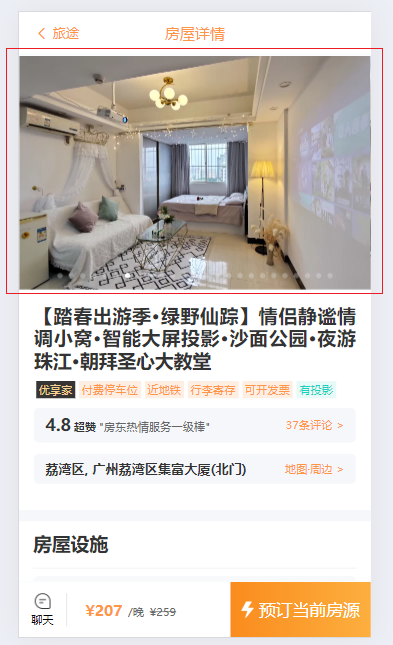 旅途
房屋详情
【踏春出游季•绿野仙踪】情侣静谧情
调小窝•智能大屏投影•沙面公园•夜游
珠江•朝拜圣心大教堂
优享家 付费停车位 近地铁 行李寄存 可开发票 有投影
4.8 超赞 "房东热情服务一级棒" 37条评论 >
荔湾区, 广州荔湾区集富大厦(北门) 地图·周边 >
房屋设施
聊天
¥207 /晚 ¥259
预订当前房源